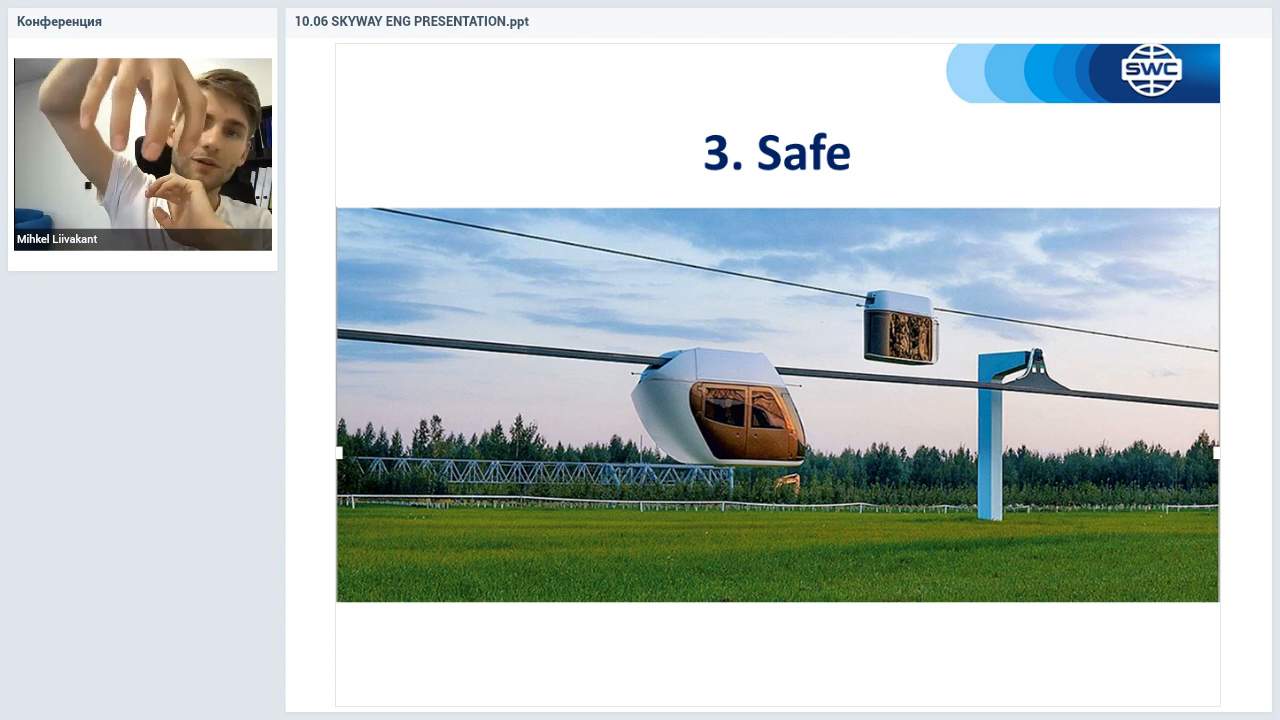 Конференция
10.06 SKYWAY ENG PRESENTATION.ppt
Mihkel Liivakant
SWC
3. Safe